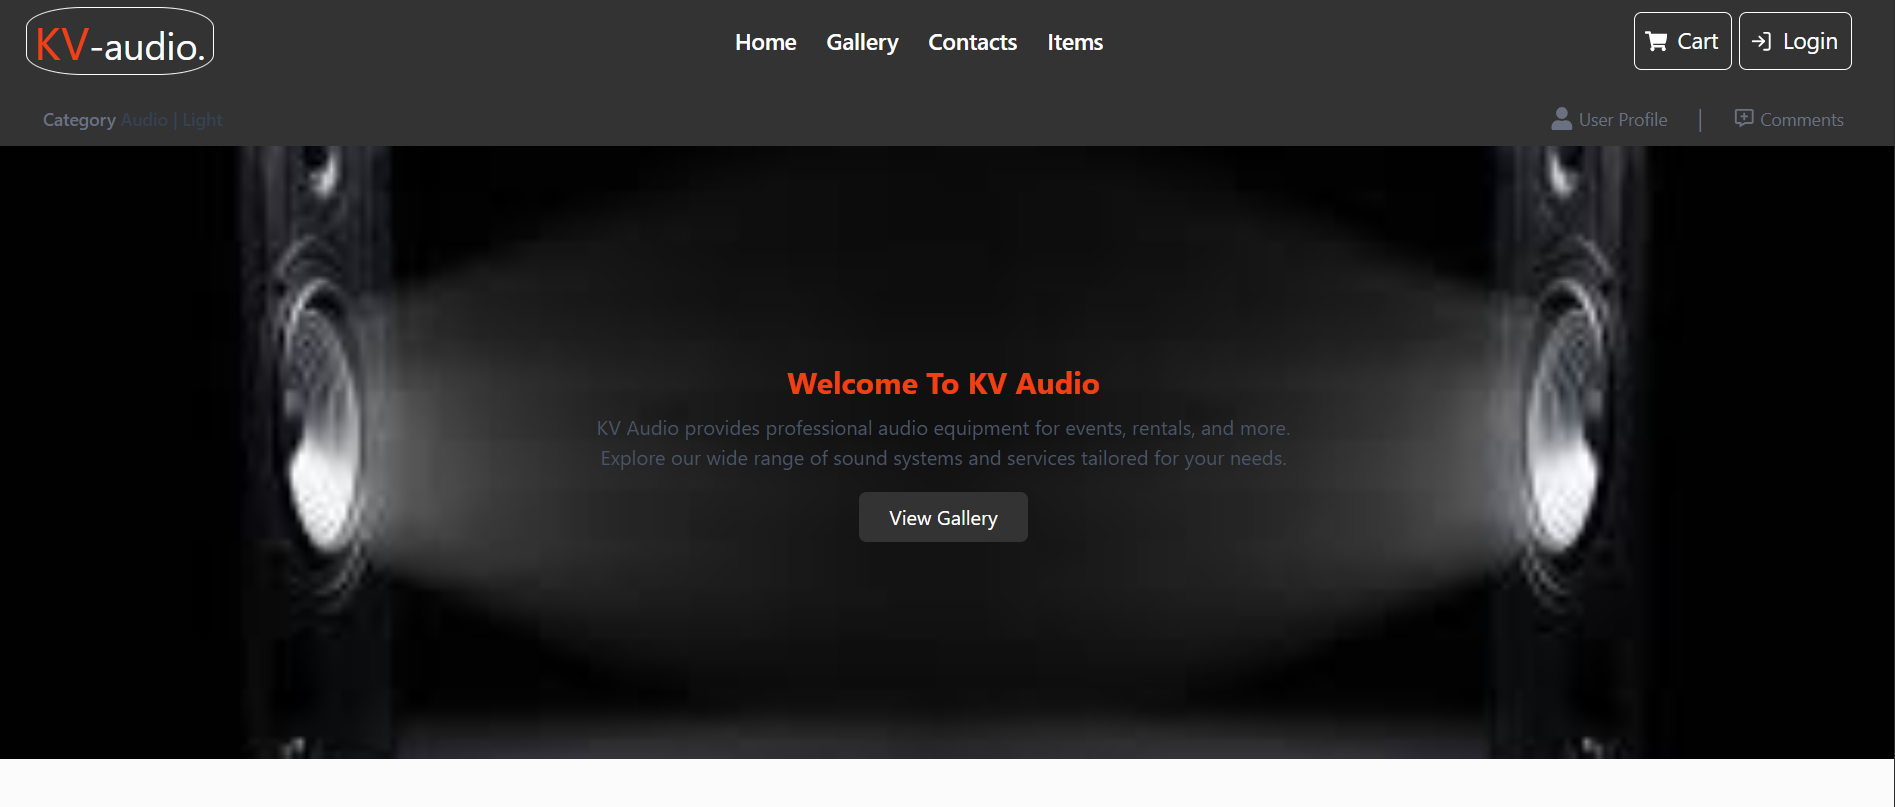 KV-audio.
Home Gallery Contacts Items
Cart Login
Category Audio | Light
User Profile | Comments
Welcome To KV Audio
KV Audio provides professional audio equipment for events, rentals, and more.
Explore our wide range of sound systems and services tailored for your needs.
View Gallery